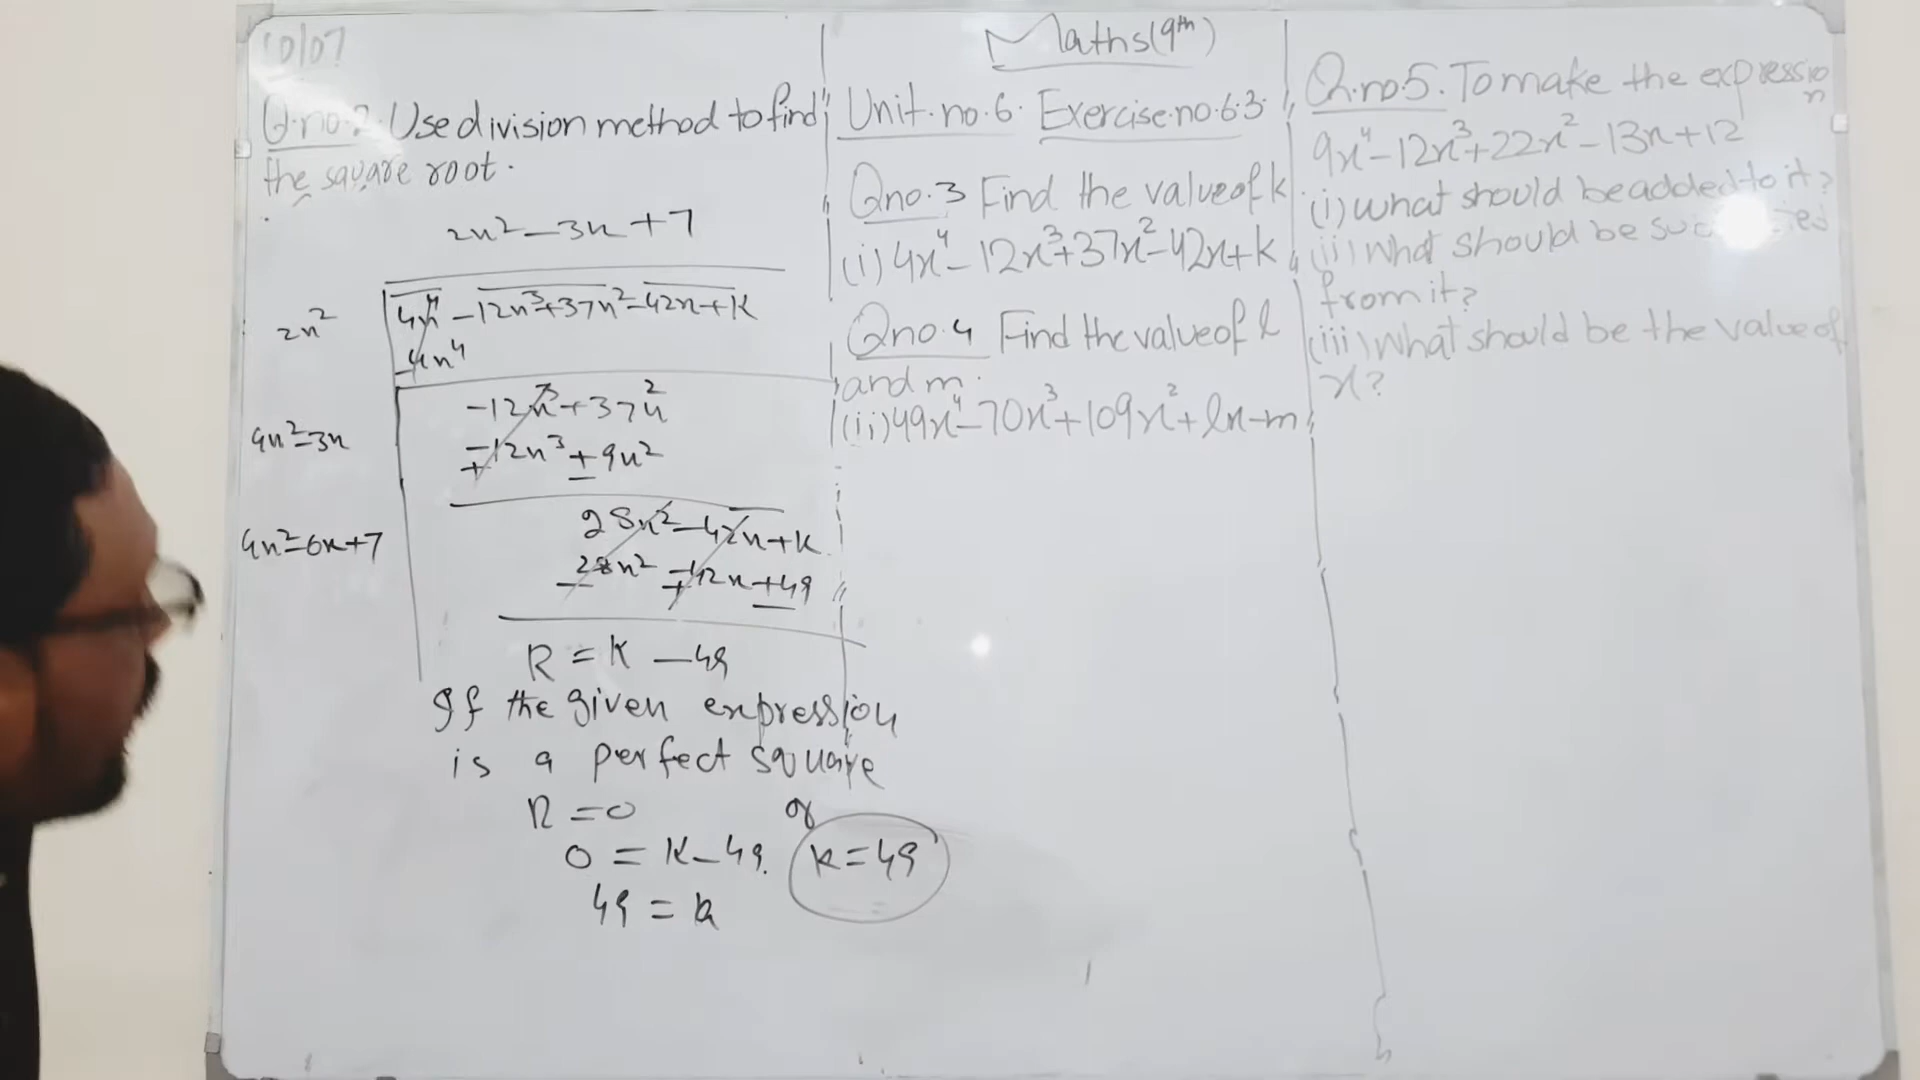 10/07
Q.no.2. Use division method to find
the square root.
2x² - 3x + 7
2x²
4x⁴ - 12x³ + 37x² - 42x + k
4x⁴
4x² - 3x
-12x³ + 37x²
-12x³ + 9x²
4x² - 6x + 7
28x² - 42x + k
28x² - 42x + 49
R = K - 49
If the given expression
is a perfect square
R = 0 or
0 = K - 49. k = 49
49 = k
Maths(9th)
Unit.no.6. Exercise.no.6.3.
Qno.3 Find the value of k
(i) 4x⁴ - 12x³ + 37x² - 42x + k
Qno.4 Find the value of l
and m.
(ii) 49x⁴ - 70x³ + 109x² + lx - m
Q.no.5. To make the expression
9x⁴ - 12x³ + 22x² - 13x + 12
(i) what should be added to it?
(ii) What should be
from it?
(iii) What should be the value of
x?